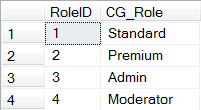 RoleID CG_Role
1 1 Standard
2 2 Premium
3 3 Admin
4 4 Moderator